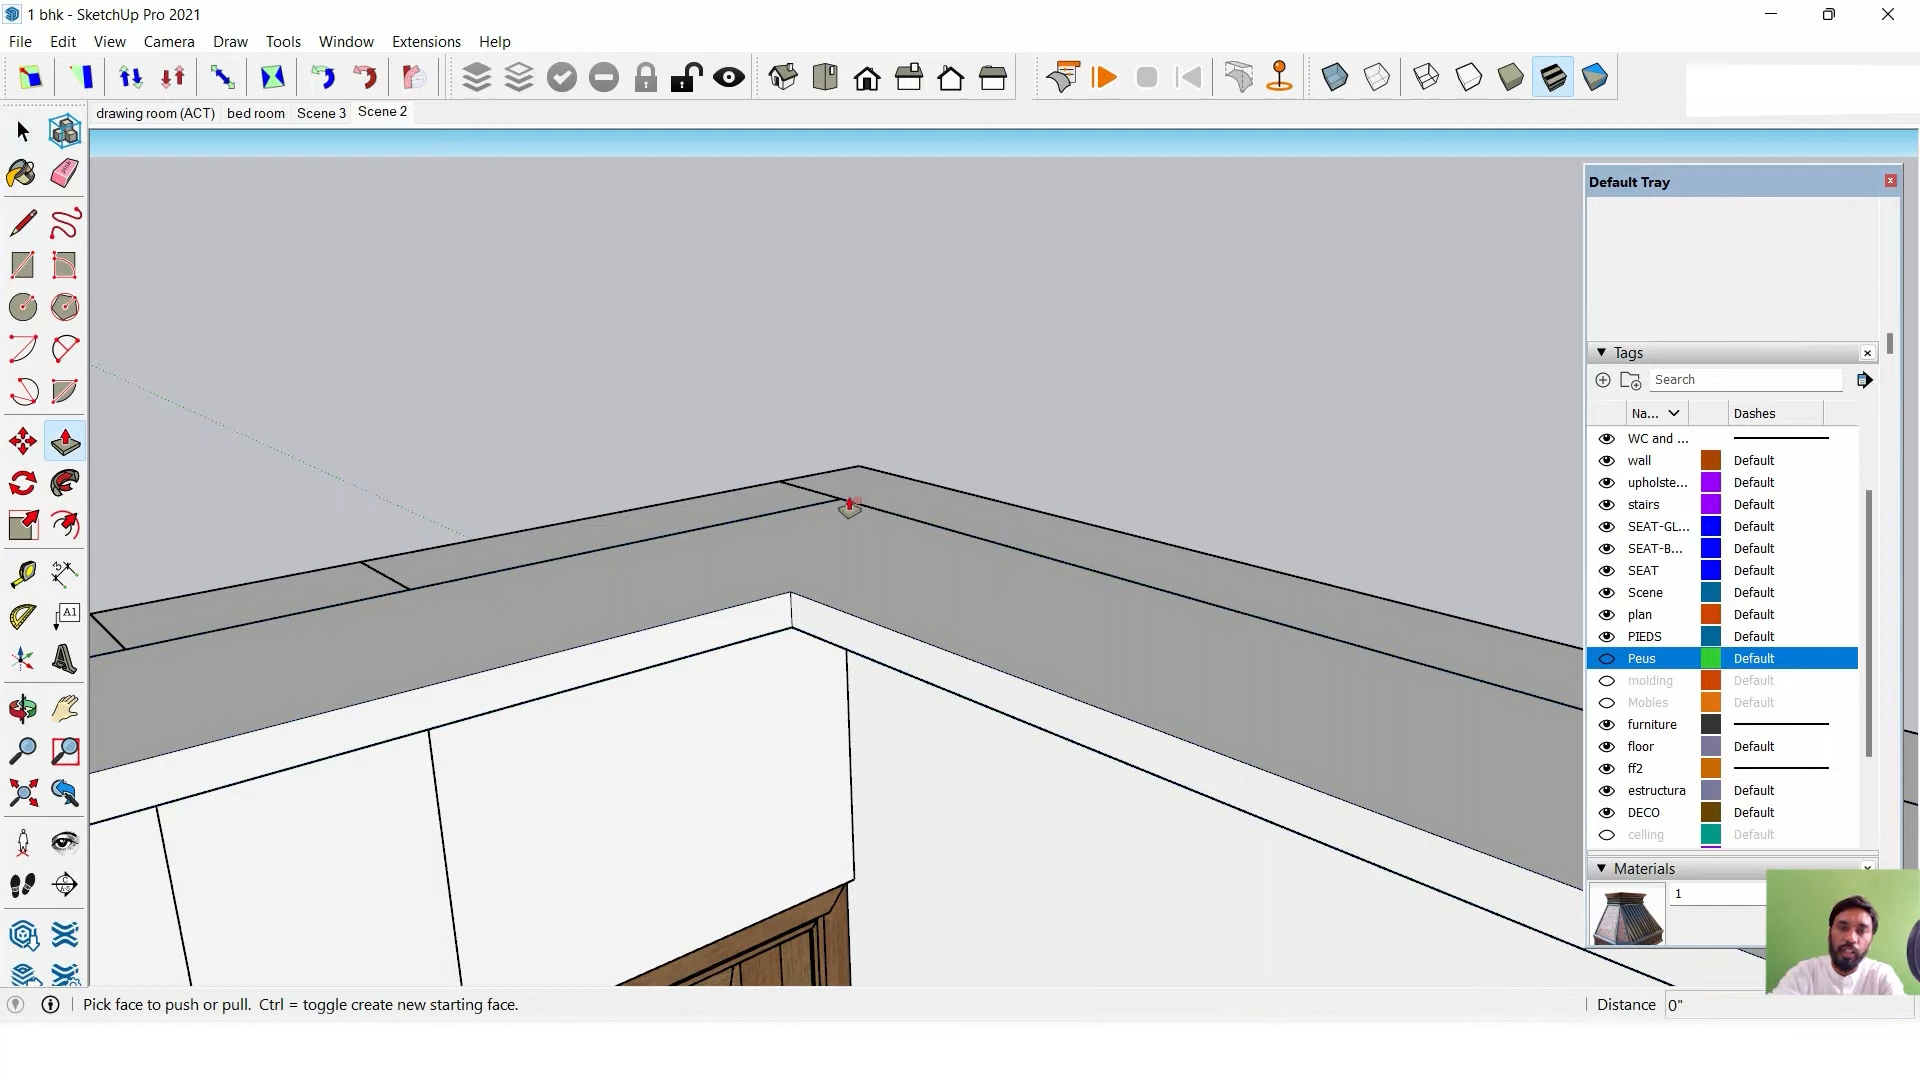 1 bhk - SketchUp Pro 2021
File Edit View Camera Draw Tools Window Extensions Help
drawing room (ACT) bed room Scene 3 Scene 2
Default Tray
Tags
Search
Na... Dashes
WC and ...
wall Default
upholste... Default
stairs Default
SEAT-GL... Default
SEAT-B... Default
SEAT Default
Scene Default
plan Default
PIEDS Default
Peus Default
molding Default
Mobles Default
furniture
floor Default
ff2
estructura Default
DECO Default
celling Default
Materials
1
A1
Pick face to push or pull. Ctrl = toggle create new starting face.
Distance 0"